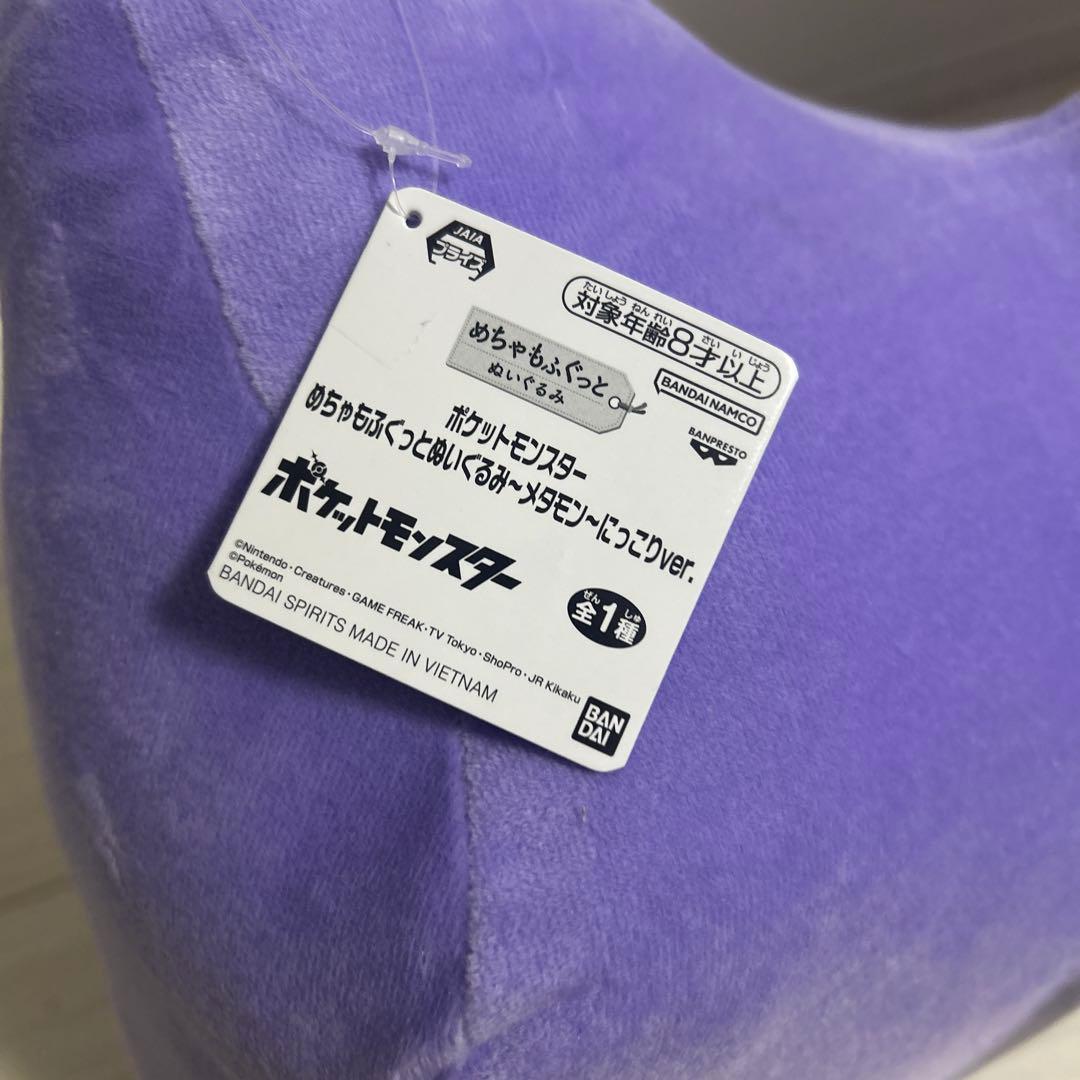 JAIA
プライズ
たいしょうねんれい さいいじょう
対象年齢8才以上
めちゃもふぐっと
ぬいぐるみ
BANDAI NAMCO
BANPRESTO
ポケットモンスター
めちゃもふぐっとぬいぐるみ～メタモン～にっこりver.
ポケットモンスター
©Nintendo・Creatures・GAME FREAK・TV Tokyo・ShoPro・JR Kikaku
©Pokémon
BANDAI SPIRITS MADE IN VIETNAM
ぜん しゅ
全1種
BAN
DAI